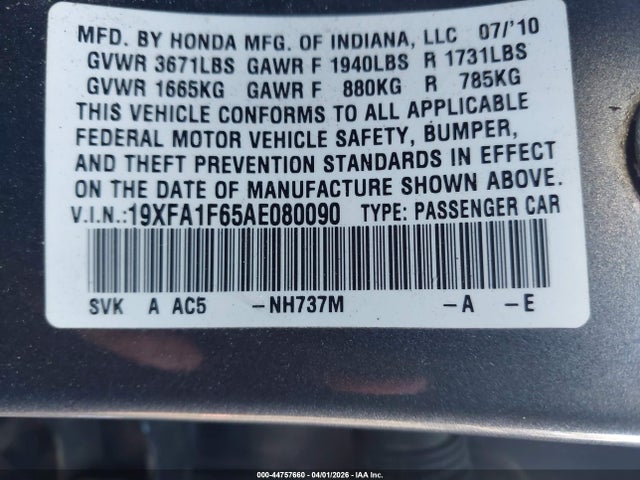 MFD. BY HONDA MFG. OF INDIANA, LLC 07/'10
GVWR 3671LBS GAWR F 1940LBS R 1731LBS
GVWR 1665KG GAWR F 880KG R 785KG
THIS VEHICLE CONFORMS TO ALL APPLICABLE
FEDERAL MOTOR VEHICLE SAFETY, BUMPER,
AND THEFT PREVENTION STANDARDS IN EFFECT
ON THE DATE OF MANUFACTURE SHOWN ABOVE.
V.I.N.:19XFA1F65AE080090 TYPE: PASSENGER CAR
SVK A AC5 -NH737M -A -E
000-44757660 | 04/01/2026 | IAA Inc.